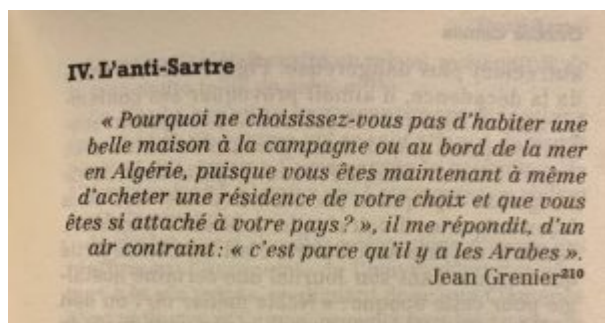 IV. L'anti-Sartre
« Pourquoi ne choisissez-vous pas d'habiter une
belle maison à la campagne ou au bord de la mer
en Algérie, puisque vous êtes maintenant à même
d'acheter une résidence de votre choix et que vous
êtes si attaché à votre pays ? », il me répondit, d'un
air contraint : « c'est parce qu'il y a les Arabes ».
Jean Grenier²¹⁰